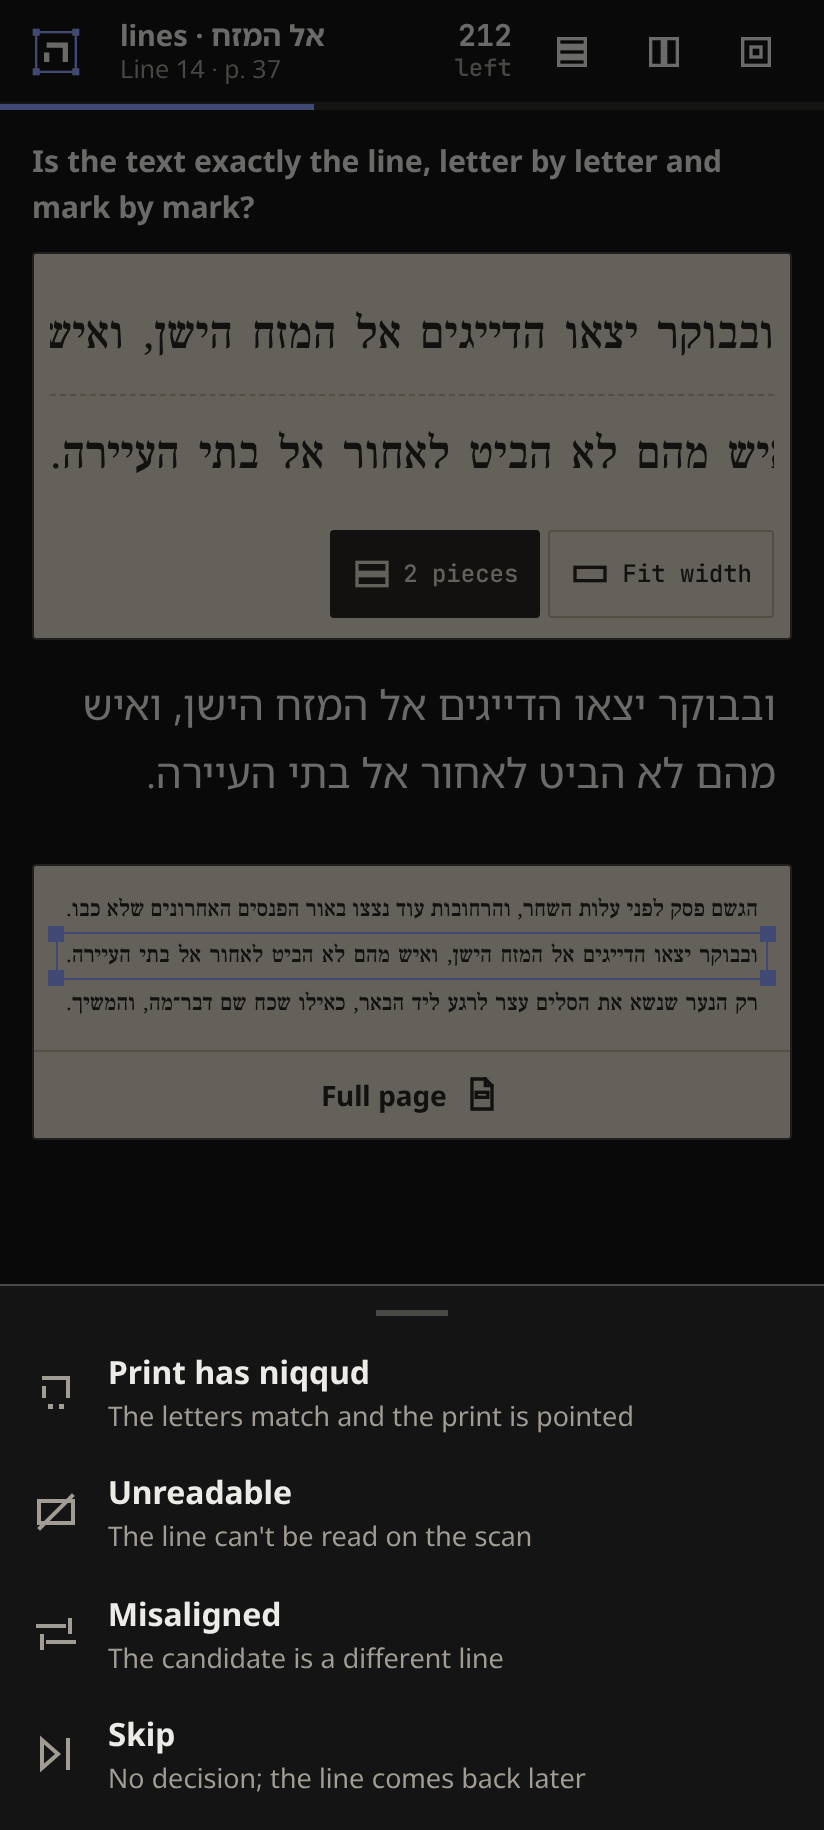 ה
lines · אל המזח
Line 14 · p. 37
212
left
Is the text exactly the line, letter by letter and
mark by mark?
ובבוקר יצאו הדייגים אל המזח הישן, ואיש
איש מהם לא הביט לאחור אל בתי העיירה.
2 pieces
Fit width
ובבוקר יצאו הדייגים אל המזח הישן, ואיש
מהם לא הביט לאחור אל בתי העיירה.
הגשם פסק לפני עלות השחר, והרחובות עוד נצצו באור הפנסים האחרונים שלא כבו.
ובבוקר יצאו הדייגים אל המזח הישן, ואיש מהם לא הביט לאחור אל בתי העיירה.
רק הנער שנשא את הסלים עצר לרגע ליד הבאר, כאילו שכח שם דבר־מה, והמשיך.
Full page
Print has niqqud
The letters match and the print is pointed
Unreadable
The line can't be read on the scan
Misaligned
The candidate is a different line
Skip
No decision; the line comes back later